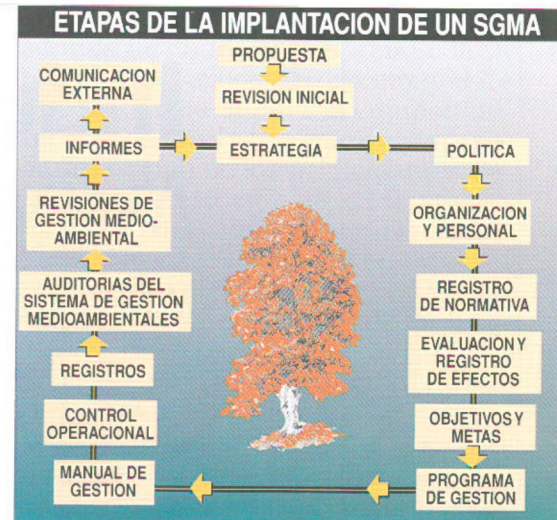 ETAPAS DE LA IMPLANTACION DE UN SGMA
PROPUESTA
REVISION INICIAL
ESTRATEGIA
POLITICA
ORGANIZACION
Y PERSONAL
REGISTRO
DE NORMATIVA
EVALUACION Y
REGISTRO
DE EFECTOS
OBJETIVOS Y
METAS
PROGRAMA
DE GESTION
MANUAL DE
GESTION
CONTROL
OPERACIONAL
REGISTROS
AUDITORIAS DEL
SISTEMA DE GESTION
MEDIOAMBIENTALES
REVISIONES DE
GESTION MEDIO-
AMBIENTAL
INFORMES
COMUNICACION
EXTERNA